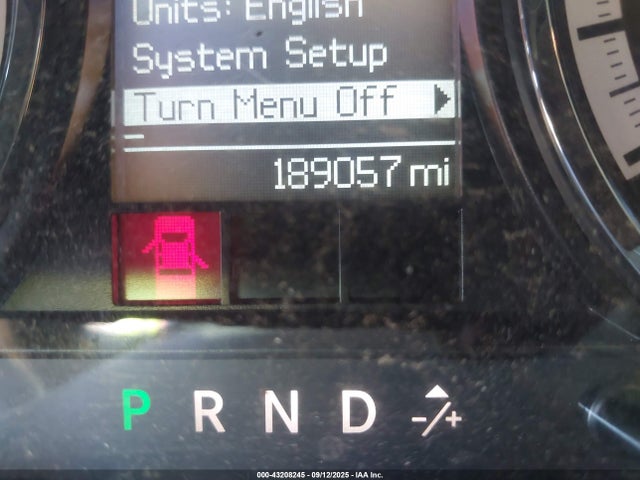 Units: English
System Setup
Turn Menu Off
189057 mi
P R N D -/+
000-43208245 - 09/12/2025 - IAA Inc.